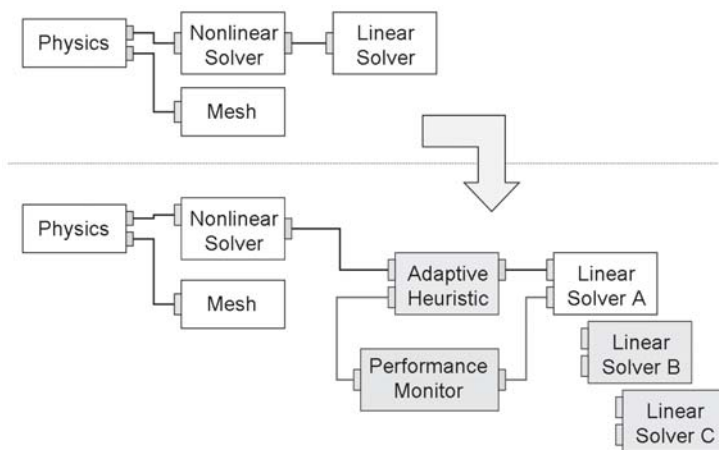 Physics
Nonlinear
Solver
Linear
Solver
Mesh
Physics
Nonlinear
Solver
Mesh
Adaptive
Heuristic
Linear
Solver A
Performance
Monitor
Linear
Solver B
Linear
Solver C